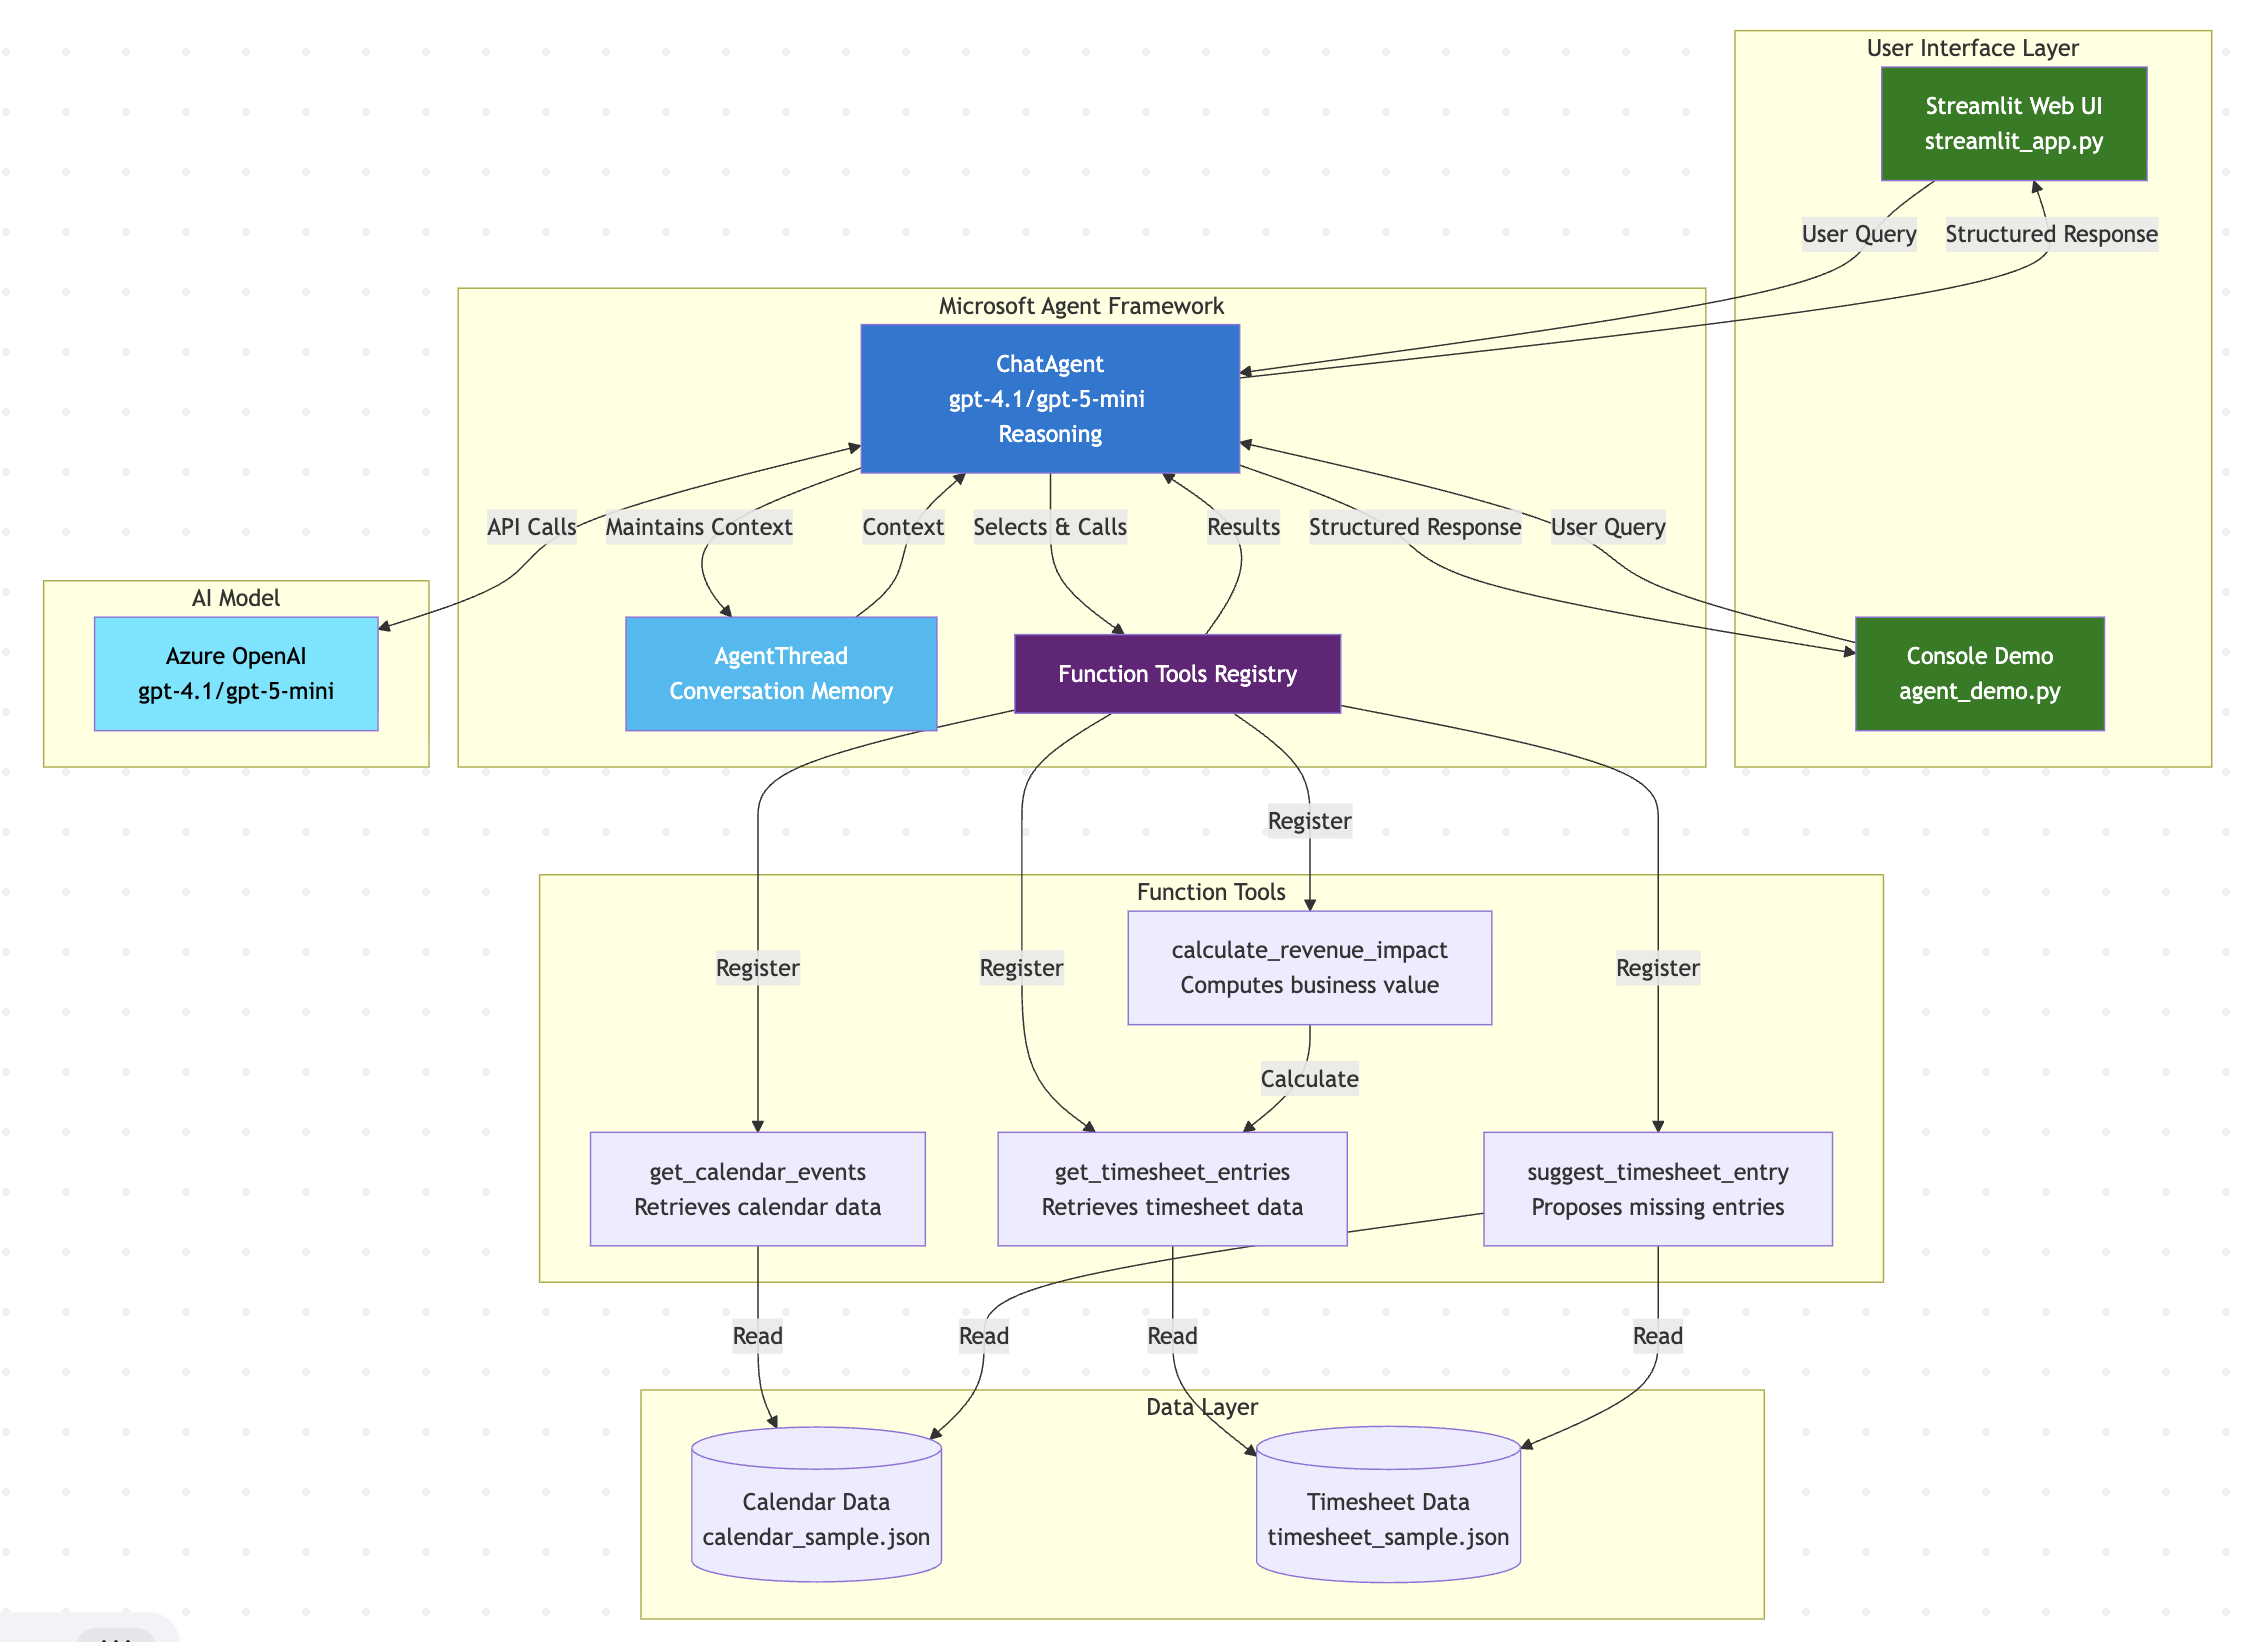 User Interface Layer
Streamlit Web UI
streamlit_app.py
User Query
Structured Response
Microsoft Agent Framework
ChatAgent
gpt-4.1/gpt-5-mini
Reasoning
API Calls
Maintains Context
Context
Selects & Calls
Results
Structured Response
User Query
AI Model
Azure OpenAI
gpt-4.1/gpt-5-mini
AgentThread
Conversation Memory
Function Tools Registry
Console Demo
agent_demo.py
Register
Function Tools
Register
Register
calculate_revenue_impact
Computes business value
Register
Calculate
get_calendar_events
Retrieves calendar data
get_timesheet_entries
Retrieves timesheet data
suggest_timesheet_entry
Proposes missing entries
Read
Read
Read
Read
Data Layer
Calendar Data
calendar_sample.json
Timesheet Data
timesheet_sample.json